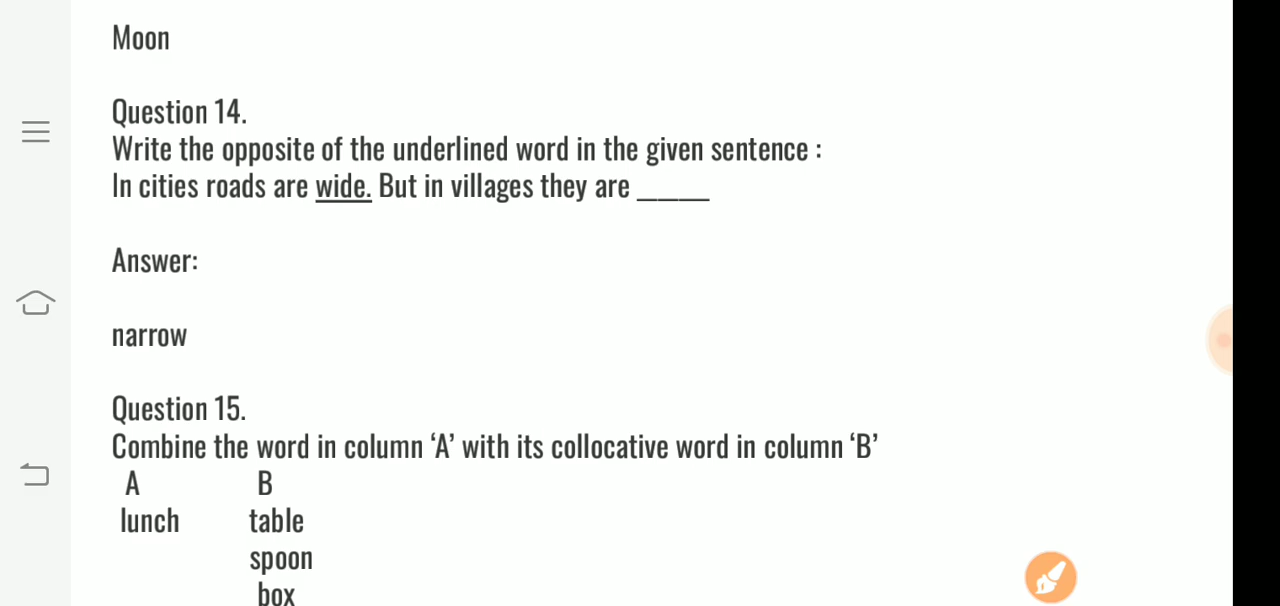 Moon
Question 14.
Write the opposite of the underlined word in the given sentence :
In cities roads are wide. But in villages they are ______
Answer:
narrow
Question 15.
Combine the word in column ‘A’ with its collocative word in column ‘B’
A B
lunch table
spoon
box